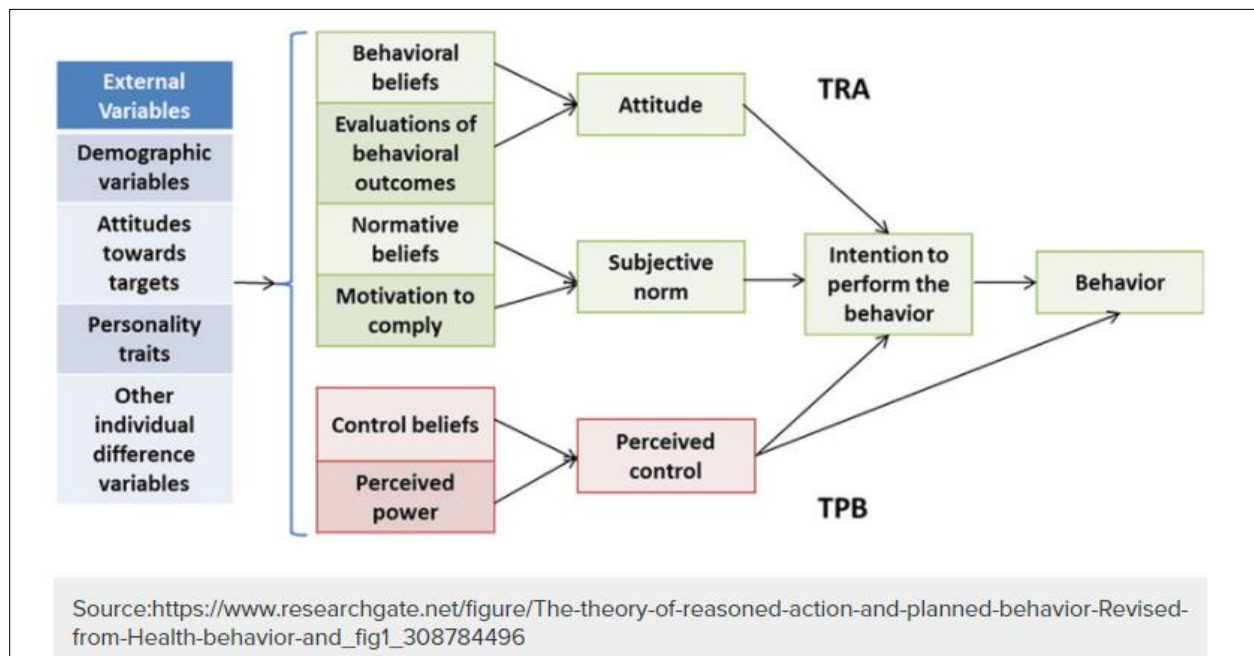 External
Variables
Demographic
variables
Attitudes
towards
targets
Personality
traits
Other
individual
difference
variables
Behavioral
beliefs
Evaluations of
behavioral
outcomes
Normative
beliefs
Motivation to
comply
Control beliefs
Perceived
power
Attitude
Subjective
norm
Perceived
control
TRA
Intention to
perform the
behavior
Behavior
TPB
Source:https://www.researchgate.net/figure/The-theory-of-reasoned-action-and-planned-behavior-Revised-
from-Health-behavior-and_fig1_308784496